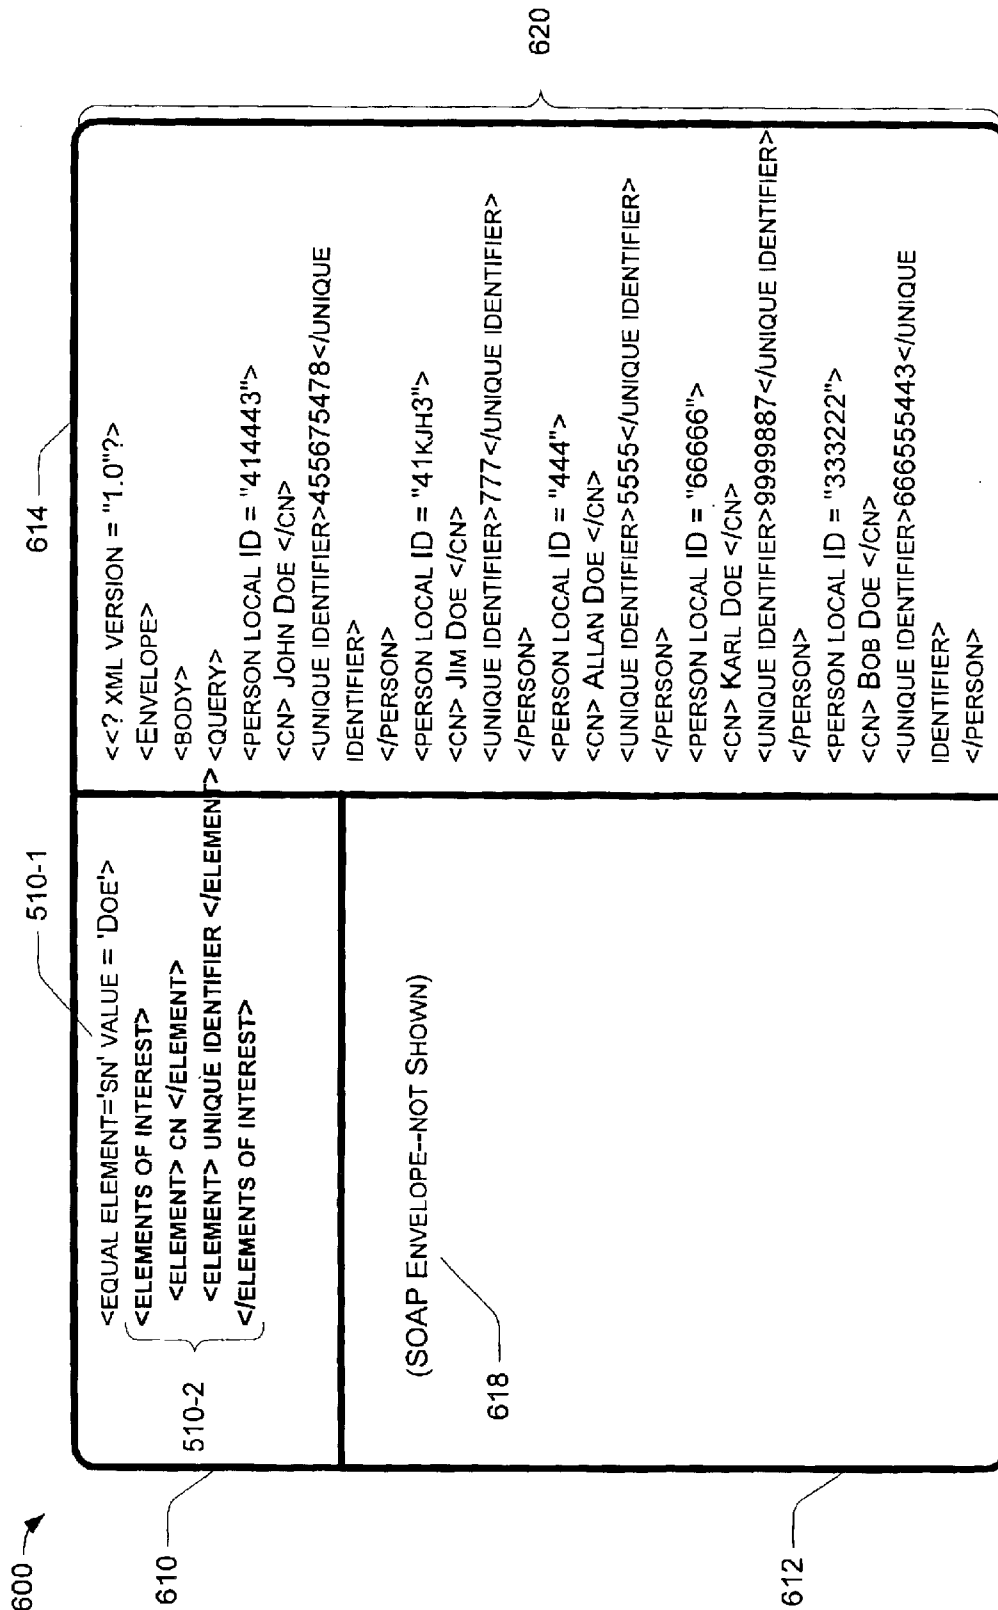 600
610
612
510-2
510-1
<EQUAL ELEMENT='SN' VALUE = 'DOE'>
<ELEMENTS OF INTEREST>
<ELEMENT> CN </ELEMENT>
<ELEMENT> UNIQUE IDENTIFIER </ELEMENT>
</ELEMENTS OF INTEREST>
(SOAP ENVELOPE--NOT SHOWN)
618
614
<<? XML VERSION = "1.0"?>
<ENVELOPE>
<BODY>
<QUERY>
<PERSON LOCAL ID = "414443">
<CN> JOHN DOE </CN>
<UNIQUE IDENTIFIER>455675478</UNIQUE
IDENTIFIER>
</PERSON>
<PERSON LOCAL ID = "41KJH3">
<CN> JIM DOE </CN>
<UNIQUE IDENTIFIER>777</UNIQUE IDENTIFIER>
</PERSON>
<PERSON LOCAL ID = "444">
<CN> ALLAN DOE </CN>
<UNIQUE IDENTIFIER>5555</UNIQUE IDENTIFIER>
</PERSON>
<PERSON LOCAL ID = "66666">
<CN> KARL DOE </CN>
<UNIQUE IDENTIFIER>99999887</UNIQUE IDENTIFIER>
</PERSON>
<PERSON LOCAL ID = "333222">
<CN> BOB DOE </CN>
<UNIQUE IDENTIFIER>666555443</UNIQUE
IDENTIFIER>
</PERSON>
620